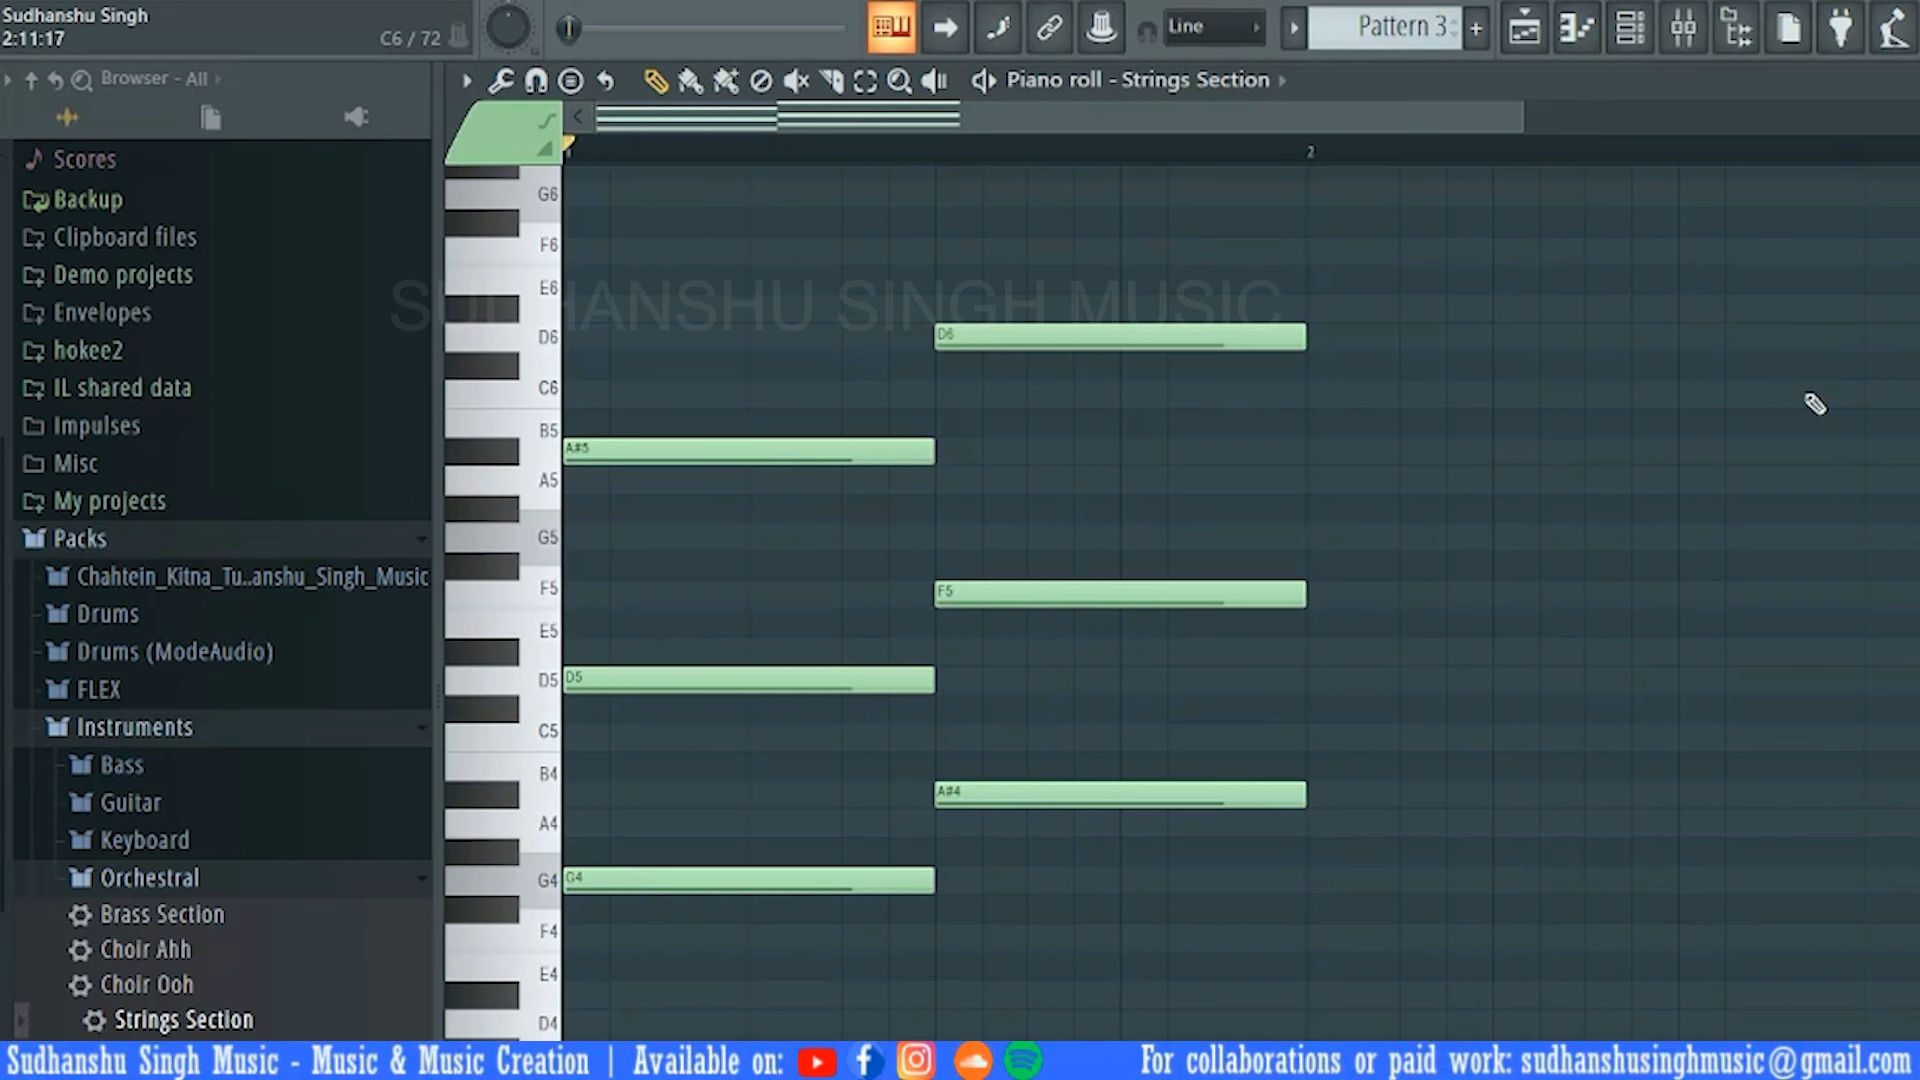 Sudhanshu Singh
2:11:17
C6 / 72
Line
Pattern 3
+
Browser - All
Piano roll - Strings Section
Scores
Backup
Clipboard files
Demo projects
Envelopes
hokee2
IL shared data
Impulses
Misc
My projects
Packs
Chahtein_Kitna_Tu..anshu_Singh_Music
Drums
Drums (ModeAudio)
FLEX
Instruments
Bass
Guitar
Keyboard
Orchestral
Brass Section
Choir Ahh
Choir Ooh
Strings Section
2
G6
F6
E6
D6
C6
B5
A5
G5
F5
E5
D5
C5
B4
A4
G4
F4
E4
D4
SUDHANSHU SINGH MUSIC
D6
A#5
F5
D5
A#4
G4
Sudhanshu Singh Music - Music & Music Creation | Available on:
For collaborations or paid work: sudhanshusinghmusic@gmail.com